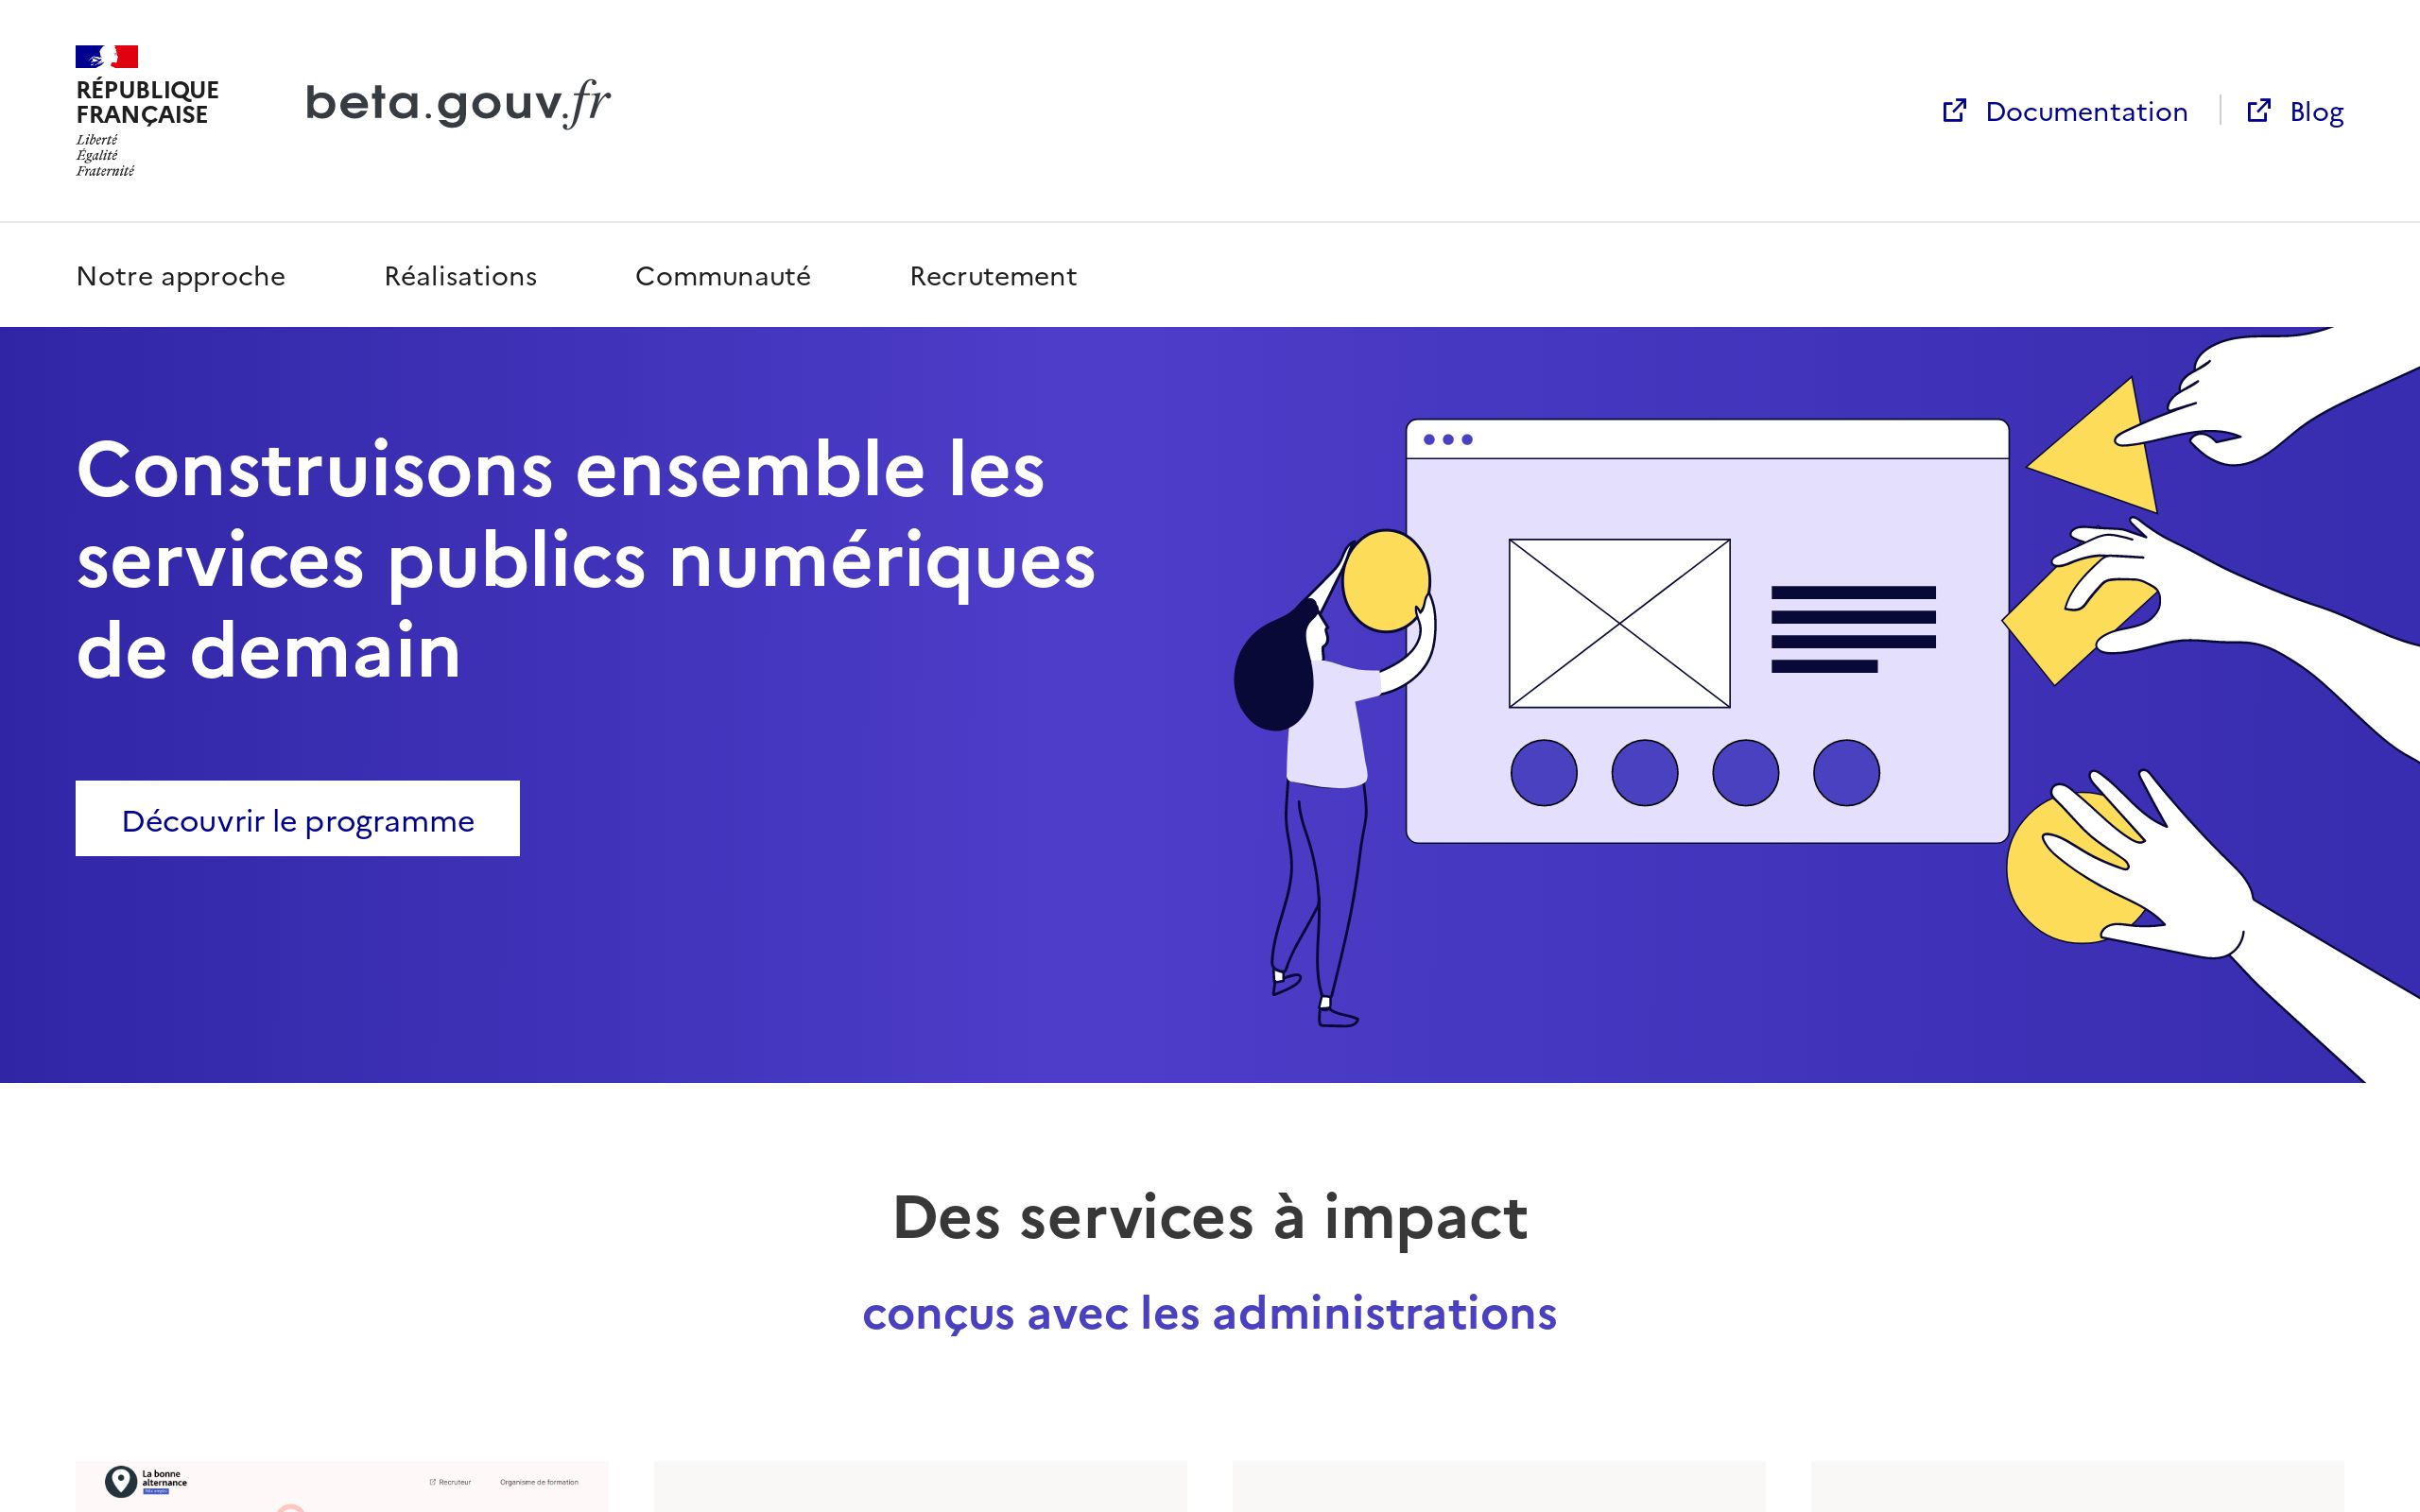 RÉPUBLIQUE
FRANÇAISE
Liberté
Égalité
Fraternité
beta.gouv.fr
Documentation
Blog
Notre approche
Réalisations
Communauté
Recrutement
Construisons ensemble les
services publics numériques
de demain
Découvrir le programme
Des services à impact
conçus avec les administrations
La bonne
alternance
Recruteur
Organisme de formation